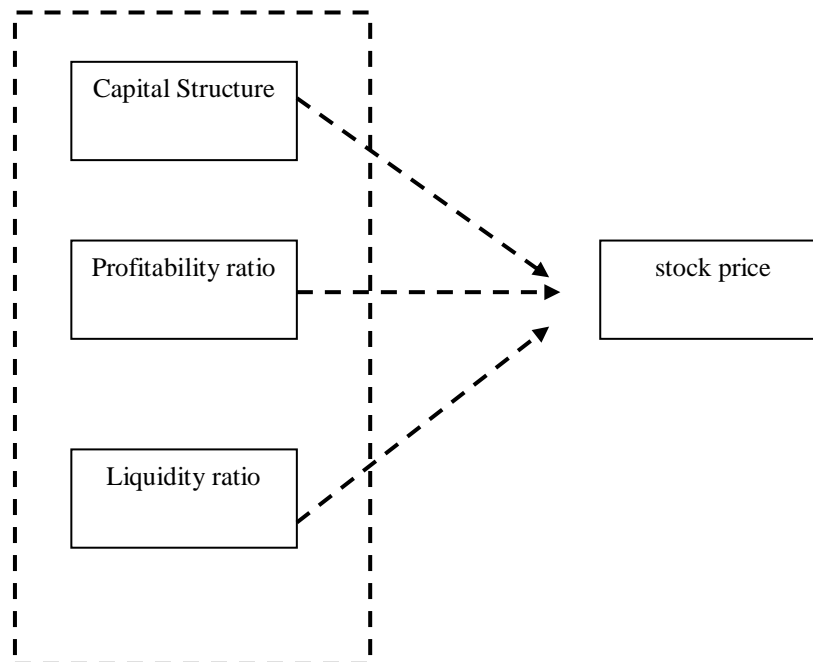 Capital Structure
Profitability ratio
stock price
Liquidity ratio